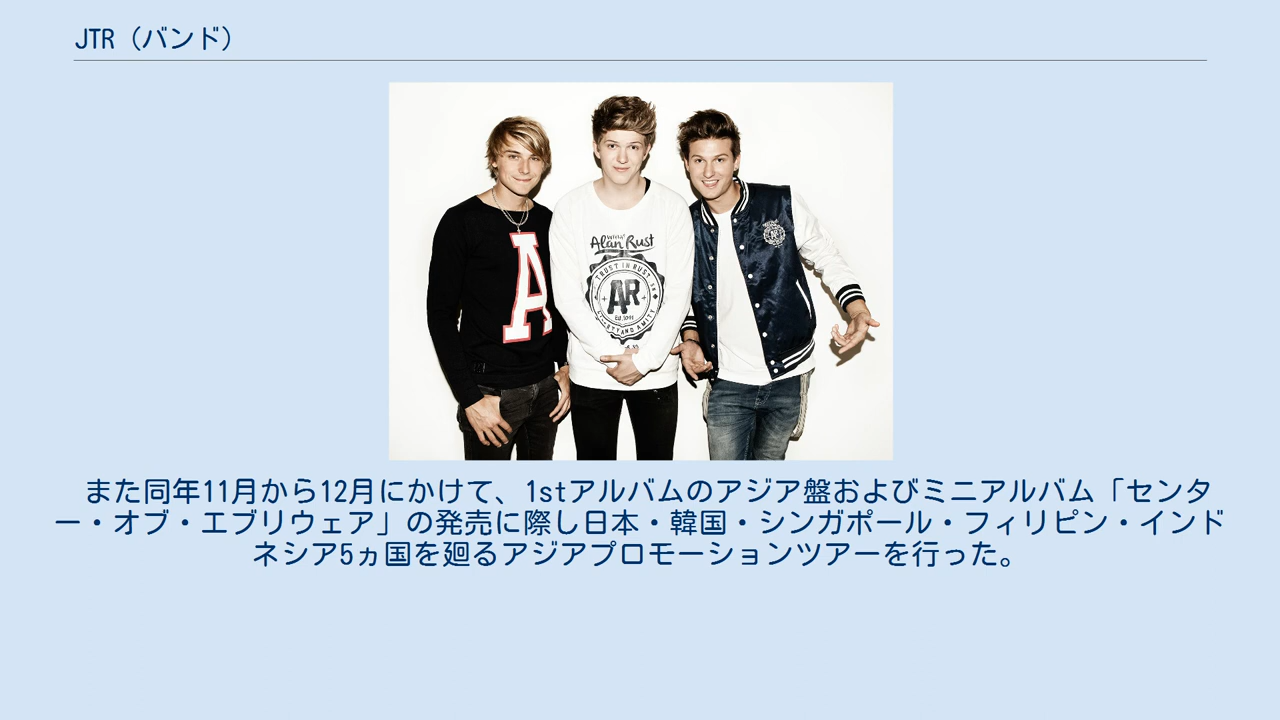 JTR（バンド）
A
Alan Rust
TRUST IN RUST
AR
また同年11月から12月にかけて、1stアルバムのアジア盤およびミニアルバム「センタ
ー・オブ・エブリウェア」の発売に際し日本・韓国・シンガポール・フィリピン・インド
ネシア5ヵ国を廻るアジアプロモーションツアーを行った。